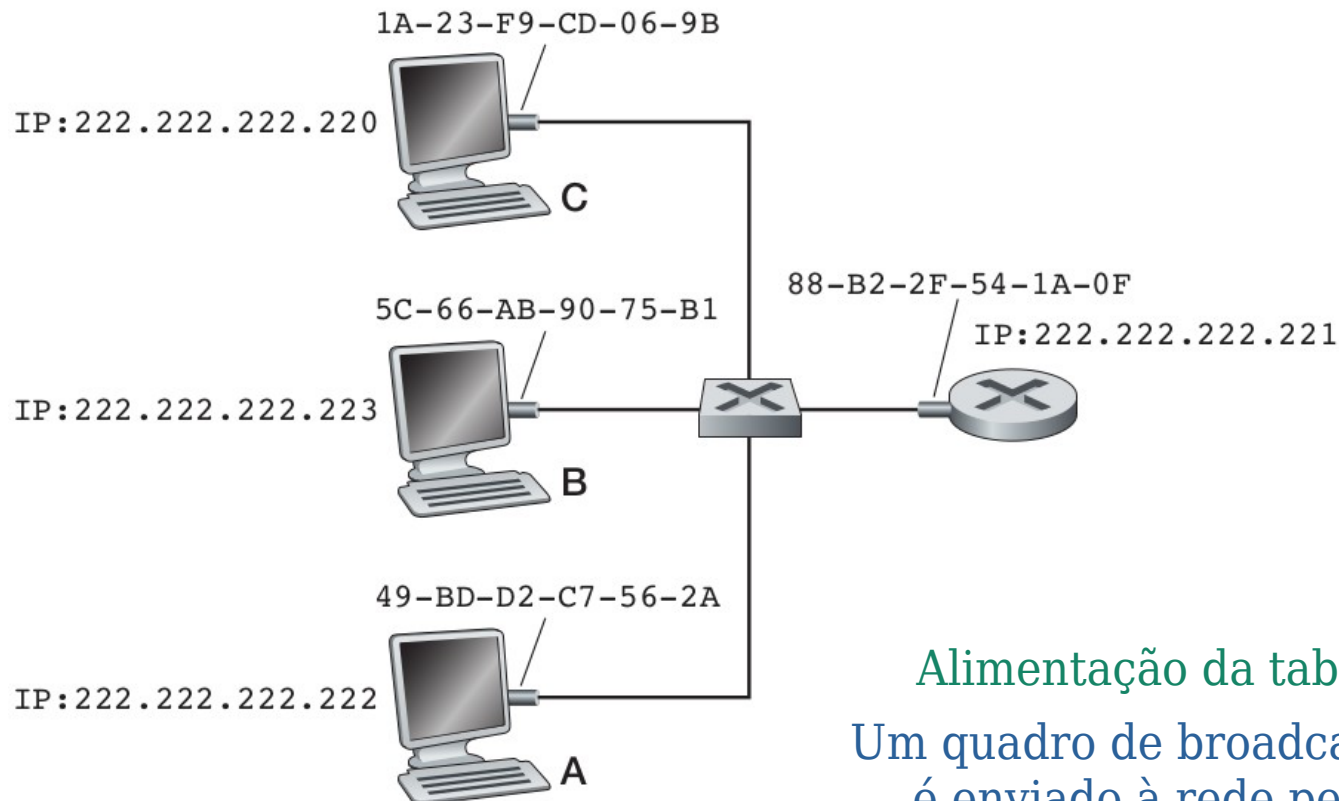 1A-23-F9-CD-06-9B
IP:222.222.222.220
C
88-B2-2F-54-1A-0F
IP:222.222.222.221
5C-66-AB-90-75-B1
IP:222.222.222.223
B
49-BD-D2-C7-56-2A
IP:222.222.222.222
A
Alimentação da tab
Um quadro de broadca
é enviado à rede pe